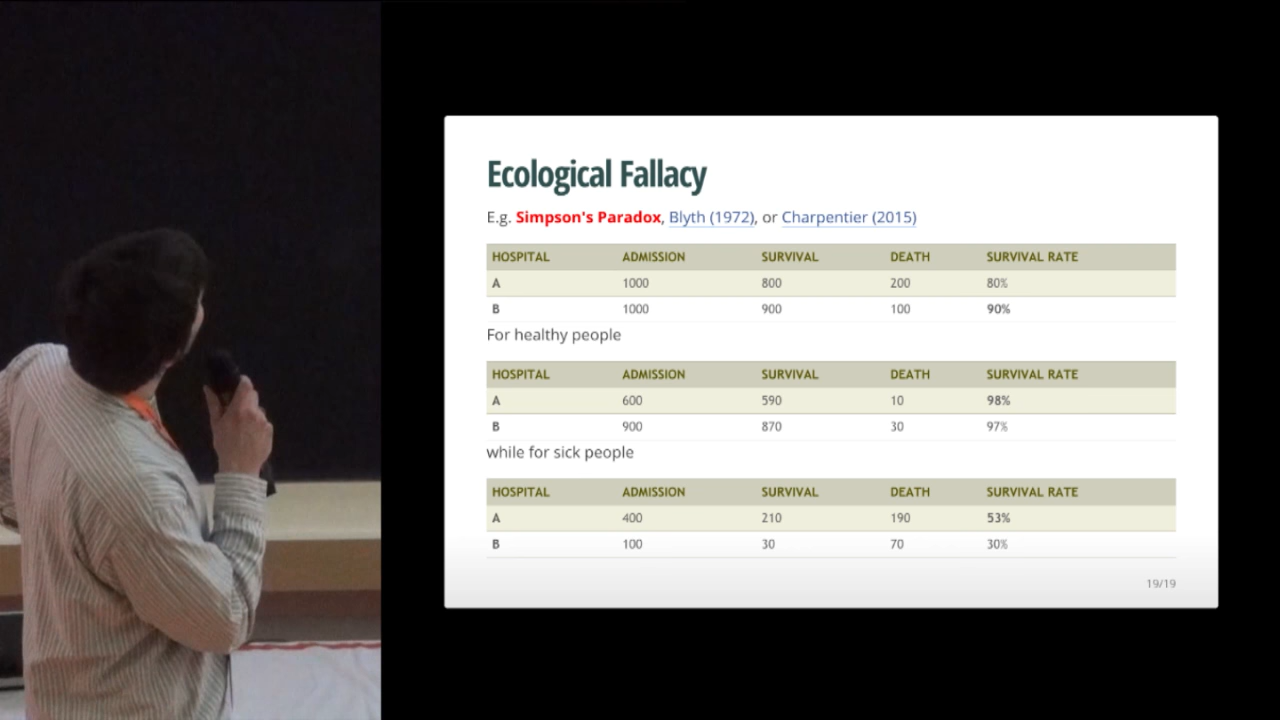 Ecological Fallacy
E.g. Simpson's Paradox, Blyth (1972), or Charpentier (2015)
HOSPITAL ADMISSION SURVIVAL DEATH SURVIVAL RATE
A 1000 800 200 80%
B 1000 900 100 90%
For healthy people
HOSPITAL ADMISSION SURVIVAL DEATH SURVIVAL RATE
A 600 590 10 98%
B 900 870 30 97%
while for sick people
HOSPITAL ADMISSION SURVIVAL DEATH SURVIVAL RATE
A 400 210 190 53%
B 100 30 70 30%
19/19